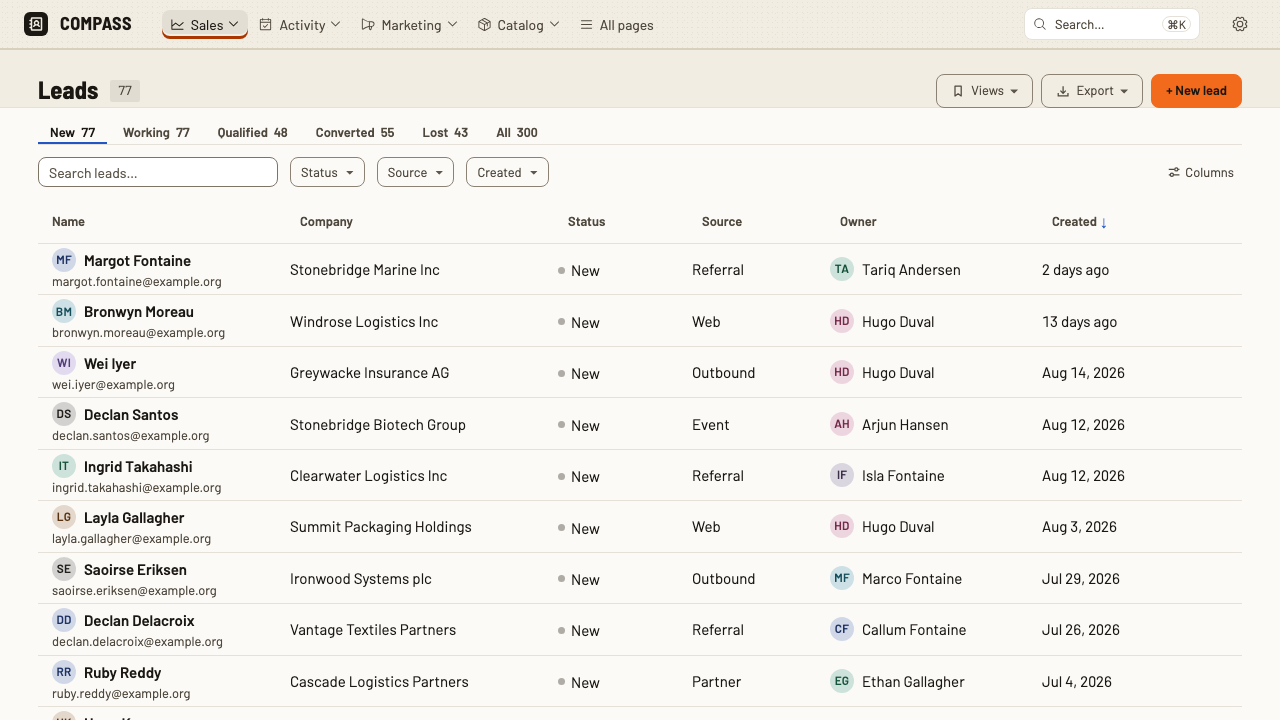 COMPASS Sales Activity Marketing Catalog All pages Search... ⌘K
Leads 77 Views Export + New lead
New 77 Working 77 Qualified 48 Converted 55 Lost 43 All 300
Search leads... Status Source Created Columns
Name Company Status Source Owner Created ↓
MF Margot Fontaine
margot.fontaine@example.org
Stonebridge Marine Inc New Referral TA Tariq Andersen 2 days ago
BM Bronwyn Moreau
bronwyn.moreau@example.org
Windrose Logistics Inc New Web HD Hugo Duval 13 days ago
WI Wei Iyer
wei.iyer@example.org
Greywacke Insurance AG New Outbound HD Hugo Duval Aug 14, 2026
DS Declan Santos
declan.santos@example.org
Stonebridge Biotech Group New Event AH Arjun Hansen Aug 12, 2026
IT Ingrid Takahashi
ingrid.takahashi@example.org
Clearwater Logistics Inc New Referral IF Isla Fontaine Aug 12, 2026
LG Layla Gallagher
layla.gallagher@example.org
Summit Packaging Holdings New Web HD Hugo Duval Aug 3, 2026
SE Saoirse Eriksen
saoirse.eriksen@example.org
Ironwood Systems plc New Outbound MF Marco Fontaine Jul 29, 2026
DD Declan Delacroix
declan.delacroix@example.org
Vantage Textiles Partners New Referral CF Callum Fontaine Jul 26, 2026
RR Ruby Reddy
ruby.reddy@example.org
Cascade Logistics Partners New Partner EG Ethan Gallagher Jul 4, 2026